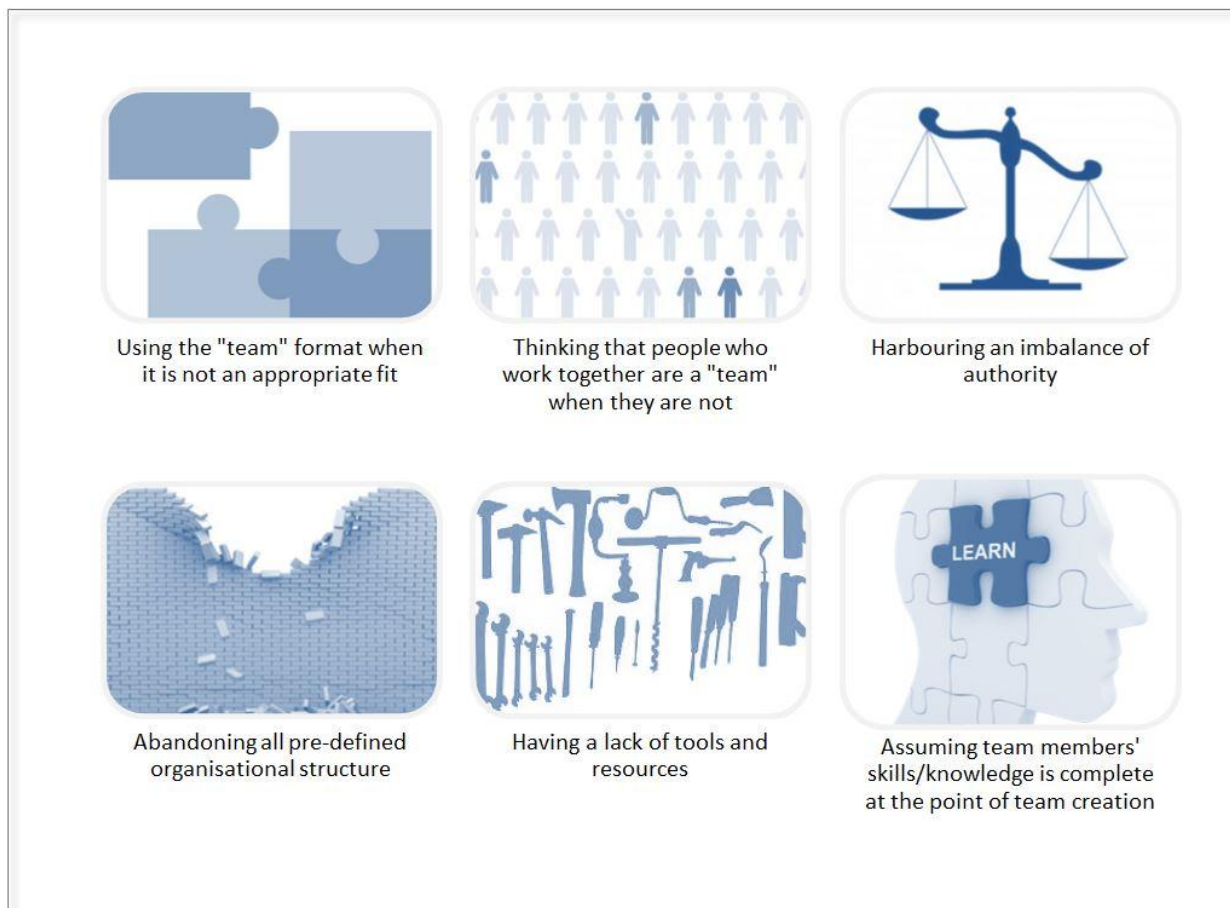 Using the "team" format when
it is not an appropriate fit
Thinking that people who
work together are a "team"
when they are not
Harbouring an imbalance of
authority
Abandoning all pre-defined
organisational structure
Having a lack of tools and
resources
LEARN
Assuming team members'
skills/knowledge is complete
at the point of team creation